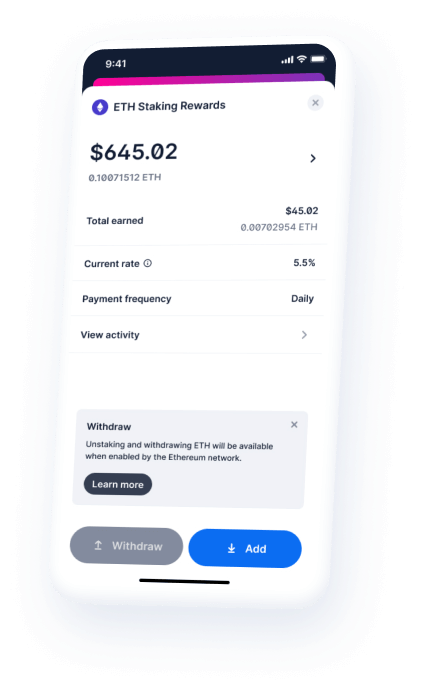 9:41
ETH Staking Rewards
$645.02
0.10071512 ETH
Total earned
$45.02
0.00702954 ETH
Current rate
5.5%
Payment frequency
Daily
View activity
Withdraw
Unstaking and withdrawing ETH will be available
when enabled by the Ethereum network.
Learn more
Withdraw
Add